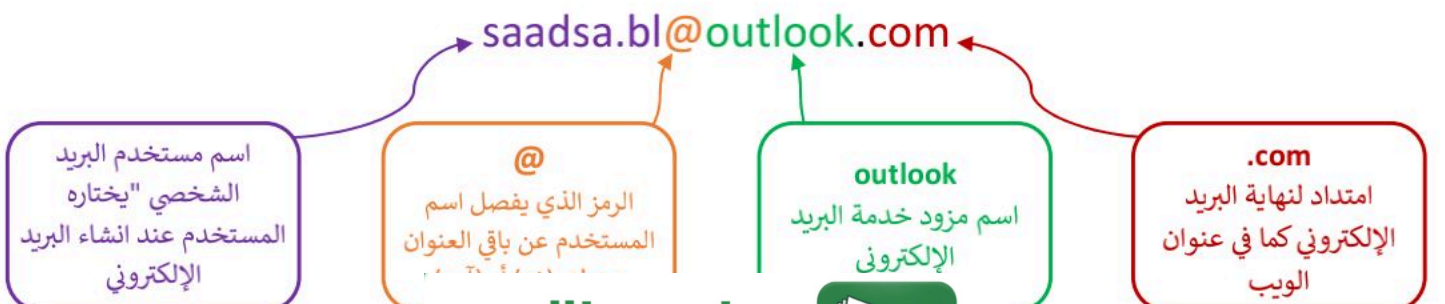 saadsa.bl@outlook.com
اسم مستخدم البريد
الشخصي "يختاره
المستخدم عند انشاء البريد
الإلكتروني
@
الرمز الذي يفصل اسم
المستخدم عن باقي العنوان
outlook
اسم مزود خدمة البريد
الإلكتروني
.com
امتداد لنهاية البريد
الإلكتروني كما في عنوان
الويب